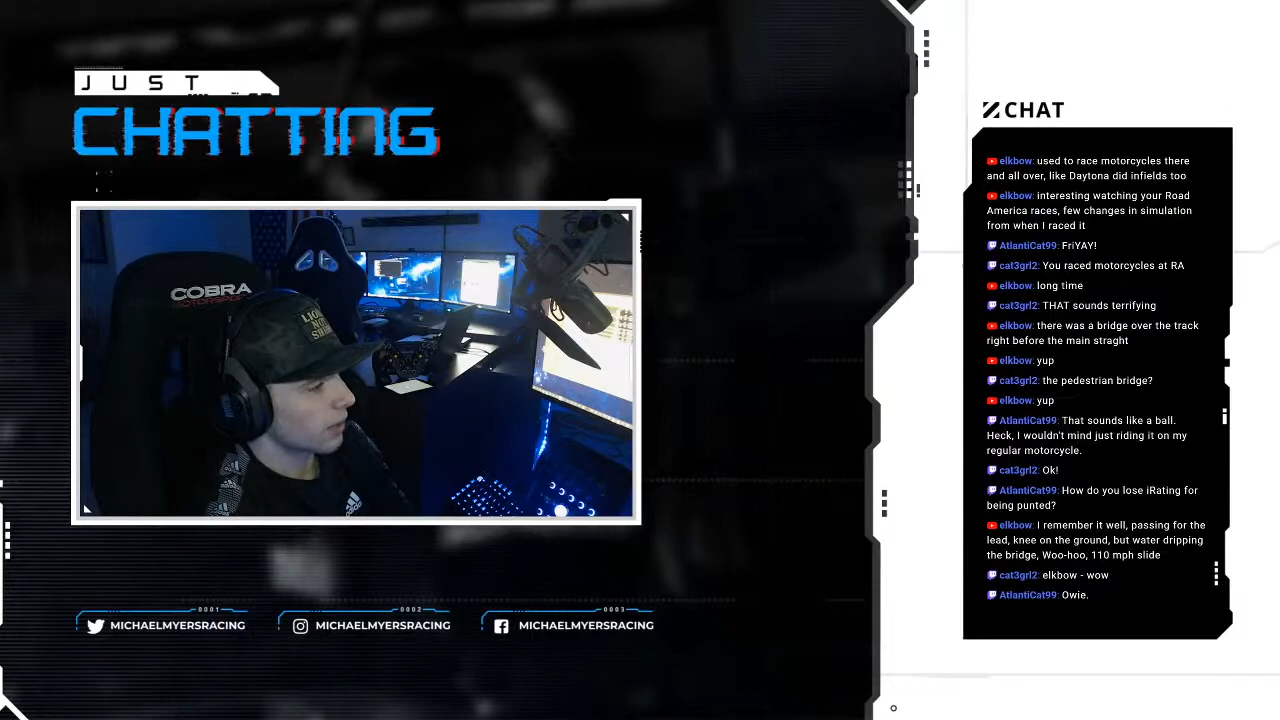 JUST
CHATTING
COBRA
MOTORSPORT
LIONS
NOT
0001
MICHAELMYERSRACING
0002
MICHAELMYERSRACING
0003
MICHAELMYERSRACING
CHAT
elkbow: used to race motorcycles there
and all over, like Daytona did infields too
elkbow: interesting watching your Road
America races, few changes in simulation
from when I raced it
AtlantiCat99: FriYAY!
cat3grl2: You raced motorcycles at RA
elkbow: long time
cat3grl2: THAT sounds terrifying
elkbow: there was a bridge over the track
right before the main straght
elkbow: yup
cat3grl2: the pedestrian bridge?
elkbow: yup
AtlantiCat99: That sounds like a ball.
Heck, I wouldn't mind just riding it on my
regular motorcycle.
cat3grl2: Ok!
AtlantiCat99: How do you lose iRating for
being punted?
elkbow: I remember it well, passing for the
lead, knee on the ground, but water dripping
the bridge, Woo-hoo, 110 mph slide
cat3grl2: elkbow - wow
AtlantiCat99: Owie.